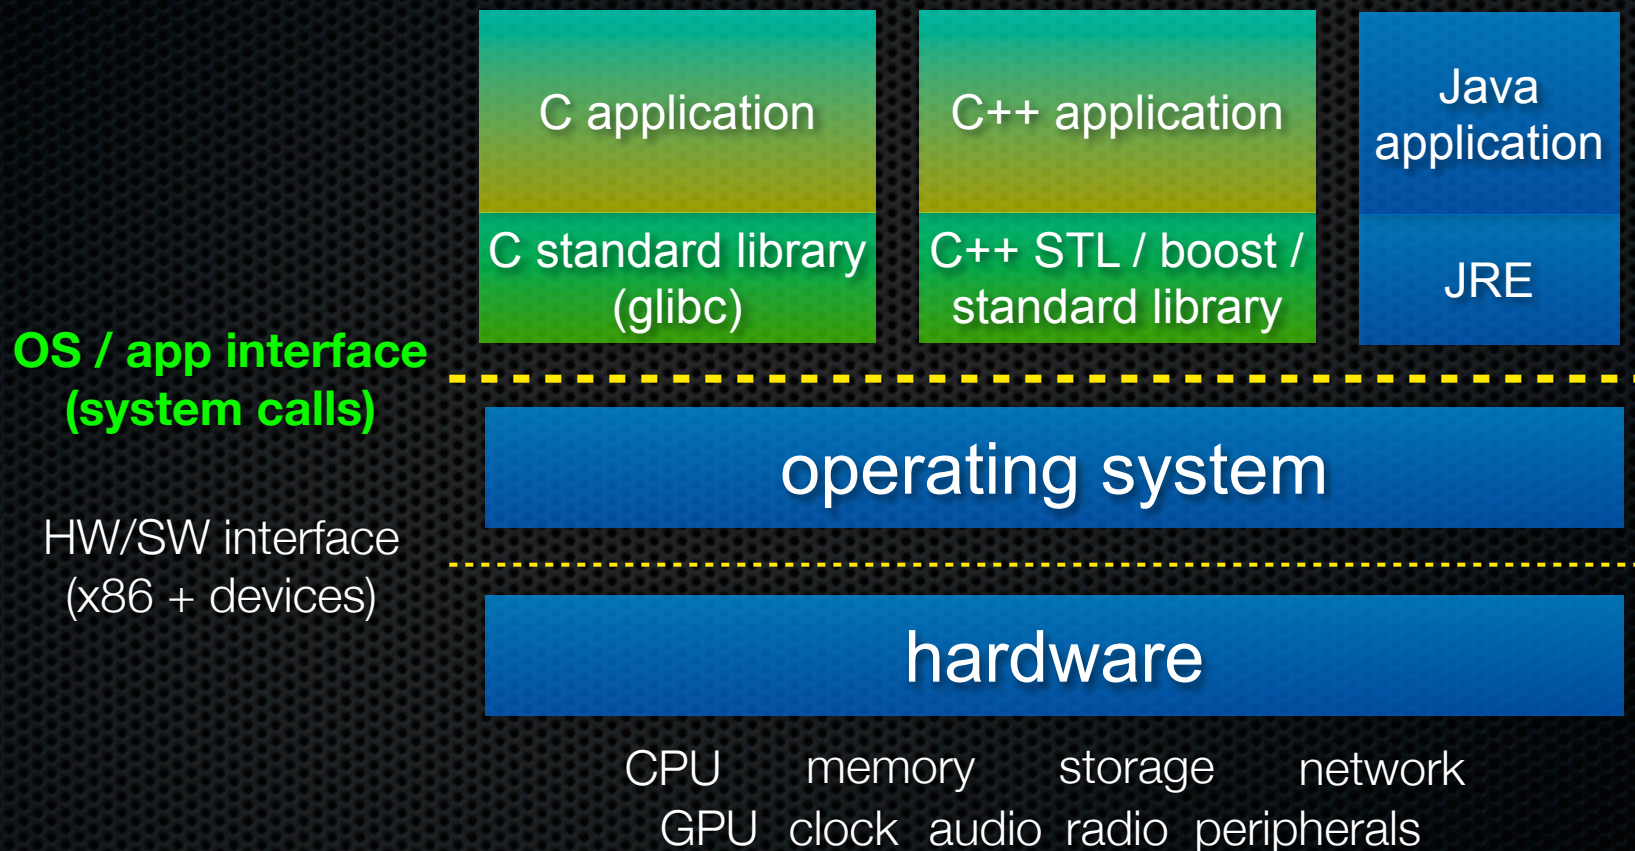 C application
C++ application
Java
application
C standard library
(glibc)
C++ STL / boost /
standard library
JRE
OS / app interface
(system calls)
operating system
HW/SW interface
(x86 + devices)
hardware
CPU memory storage network
GPU clock audio radio peripherals